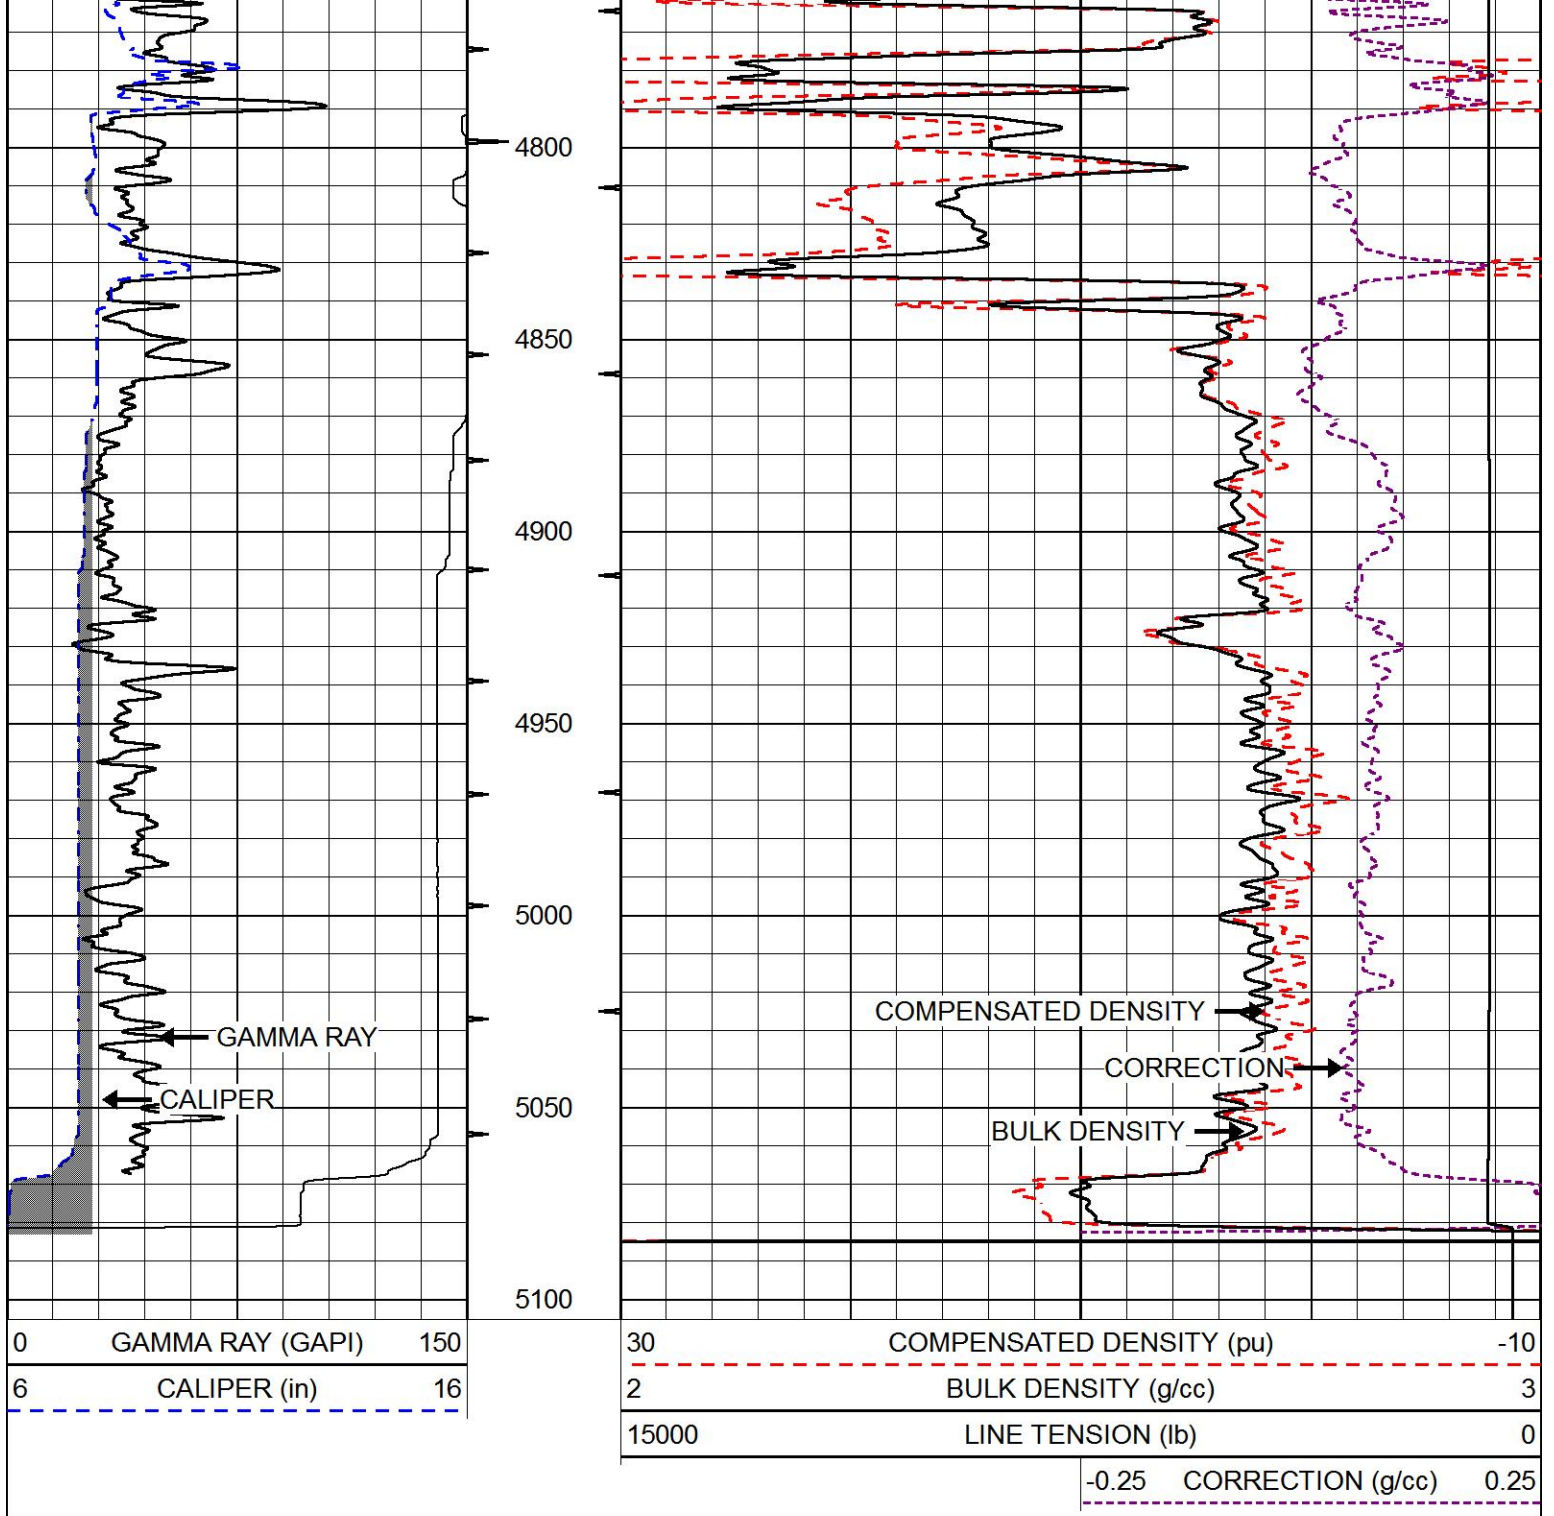 4800
4850
4900
4950
5000
COMPENSATED DENSITY
GAMMA RAY
CORRECTION
CALIPER
5050
BULK DENSITY
5100
0 GAMMA RAY (GAPI) 150
30 COMPENSATED DENSITY (pu) -10
6 CALIPER (in) 16
2 BULK DENSITY (g/cc) 3
15000 LINE TENSION (lb) 0
-0.25 CORRECTION (g/cc) 0.25